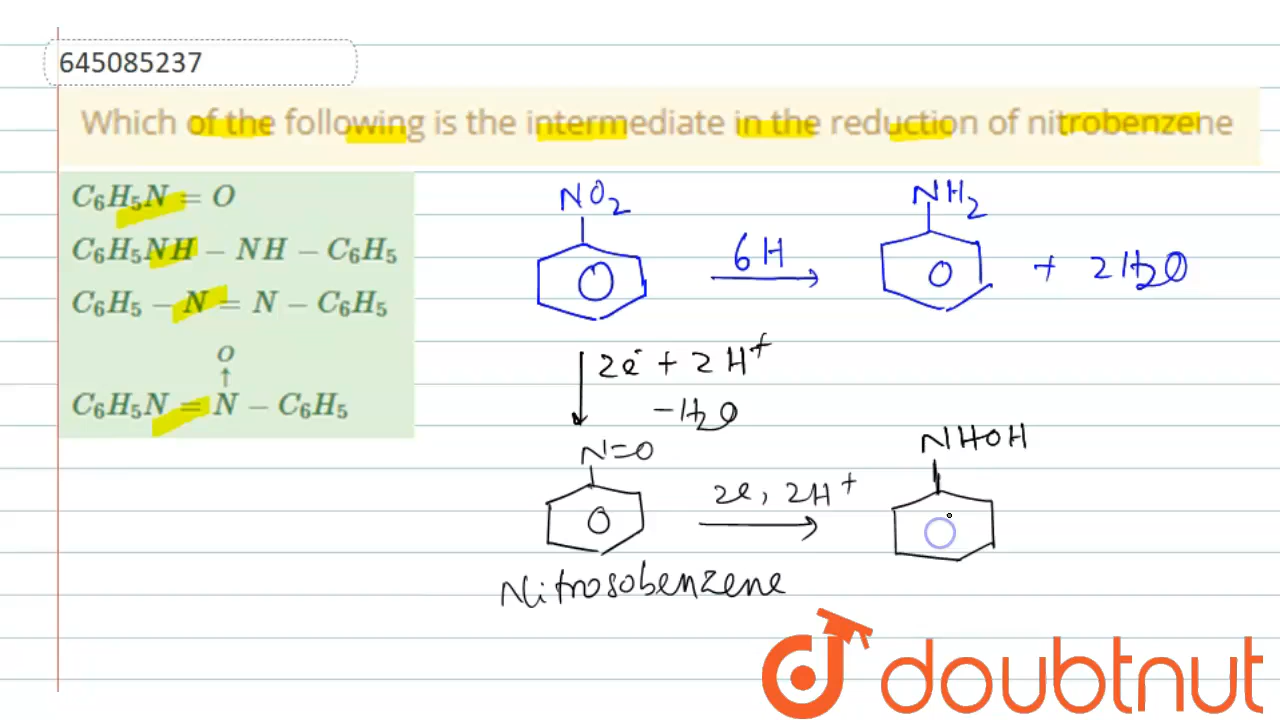 645085237
Which of the following is the intermediate in the reduction of nitrobenzene
C₆H₅N = O
C₆H₅NH − NH − C₆H₅
C₆H₅ − N = N − C₆H₅
O
↑
C₆H₅N = N − C₆H₅
NO₂
NH₂
6H
+ 2H₂O
2e⁻ + 2H⁺
−H₂O
N=O
2e, 2H⁺
NHOH
Nitrosobenzene
doubtnut